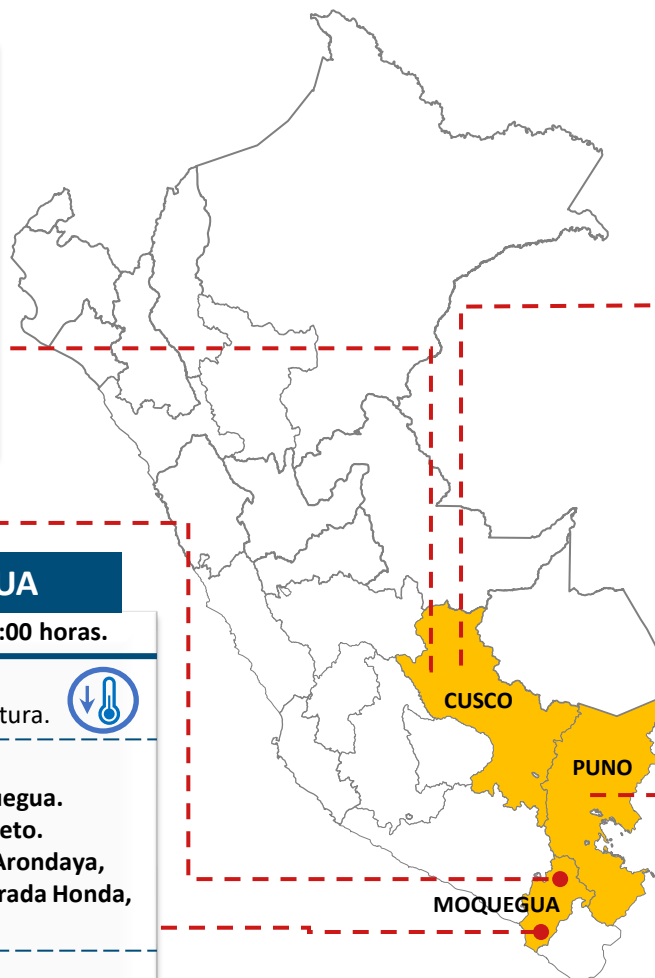 UA
:00 horas.
tura.
uegua.
eto.
Arondaya,
rada Honda,
CUSCO
PUNO
MOQUEGUA